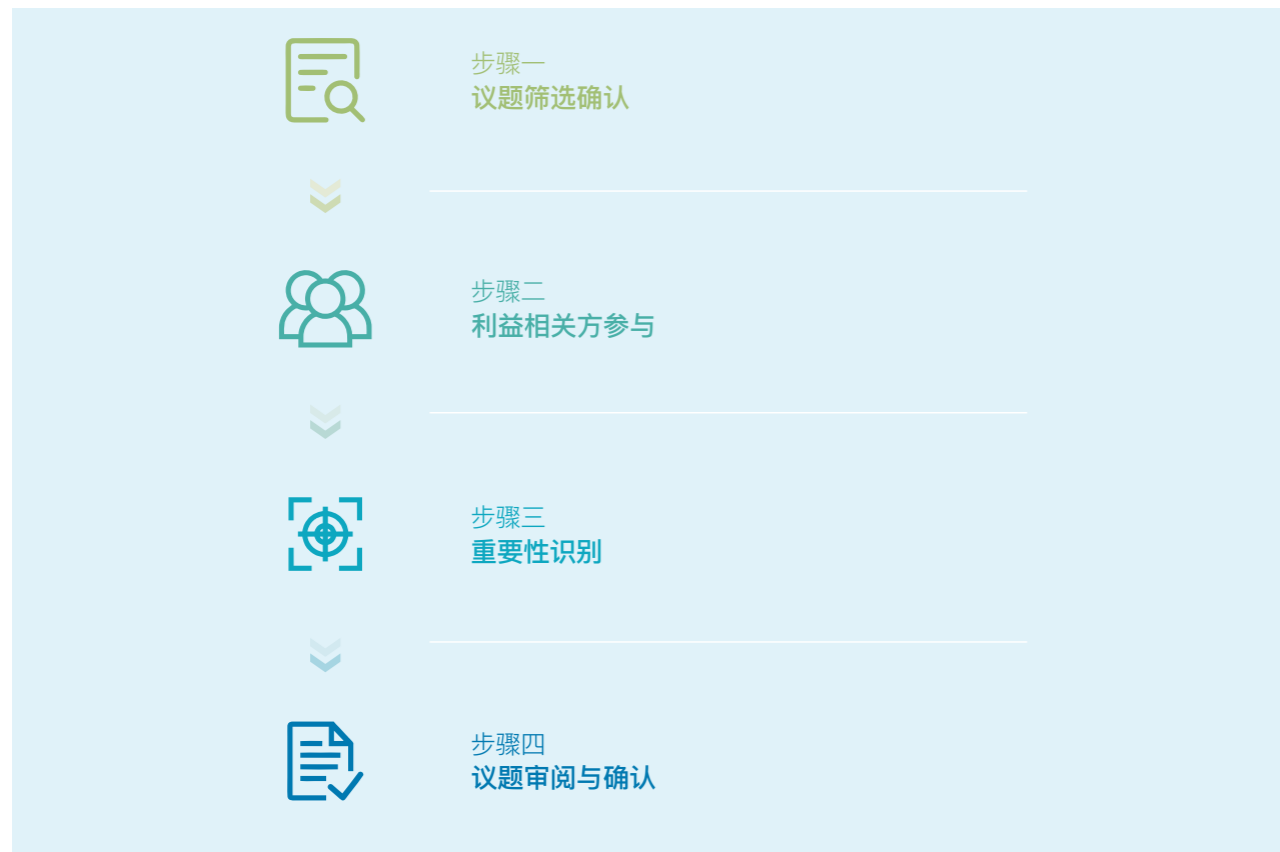 步骤一
议题筛选确认
步骤二
利益相关方参与
步骤三
重要性识别
步骤四
议题审阅与确认